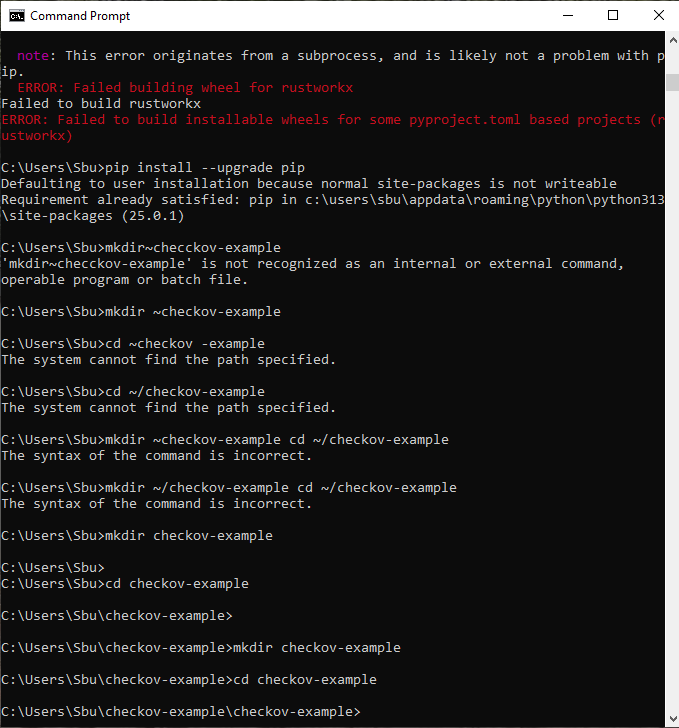 Command Prompt
note: This error originates from a subprocess, and is likely not a problem with p
ip.
ERROR: Failed building wheel for rustworkx
Failed to build rustworkx
ERROR: Failed to build installable wheels for some pyproject.toml based projects (r
ustworkx)
C:\Users\Sbu>pip install --upgrade pip
Defaulting to user installation because normal site-packages is not writeable
Requirement already satisfied: pip in c:\users\sbu\appdata\roaming\python\python313
\site-packages (25.0.1)
C:\Users\Sbu>mkdir~checckov-example
'mkdir~checckov-example' is not recognized as an internal or external command,
operable program or batch file.
C:\Users\Sbu>mkdir ~checkov-example
C:\Users\Sbu>cd ~checkov -example
The system cannot find the path specified.
C:\Users\Sbu>cd ~/checkov-example
The system cannot find the path specified.
C:\Users\Sbu>mkdir ~checkov-example cd ~/checkov-example
The syntax of the command is incorrect.
C:\Users\Sbu>mkdir ~/checkov-example cd ~/checkov-example
The syntax of the command is incorrect.
C:\Users\Sbu>mkdir checkov-example
C:\Users\Sbu>
C:\Users\Sbu>cd checkov-example
C:\Users\Sbu\checkov-example>
C:\Users\Sbu\checkov-example>mkdir checkov-example
C:\Users\Sbu\checkov-example>cd checkov-example
C:\Users\Sbu\checkov-example\checkov-example>